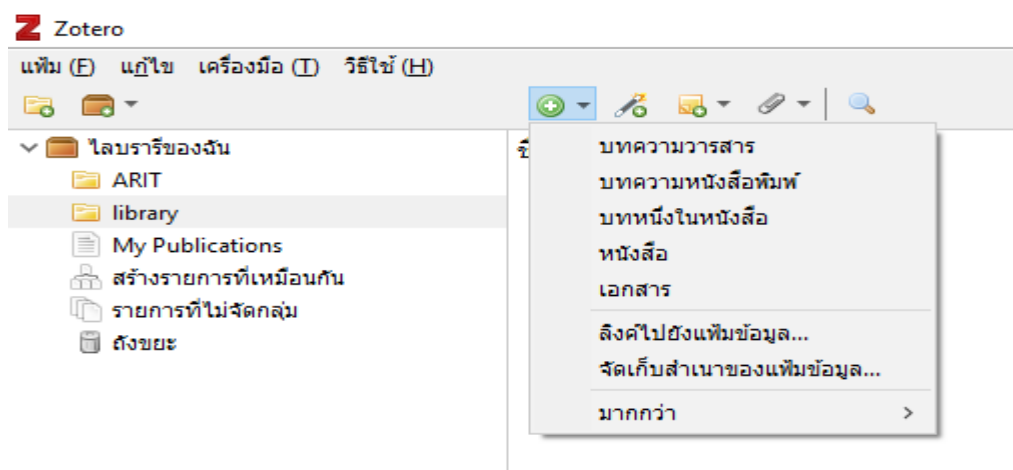 Zotero
แฟ้ม (F) แก้ไข เครื่องมือ (T) วิธีใช้ (H)
ไลบรารีของฉัน
ARIT
library
My Publications
สร้างรายการที่เหมือนกัน
รายการที่ไม่จัดกลุ่ม
ถังขยะ
บทความวารสาร
บทความหนังสือพิมพ์
บทหนึ่งในหนังสือ
หนังสือ
เอกสาร
ลิงค์ไปยังแฟ้มข้อมูล...
จัดเก็บสำเนาของแฟ้มข้อมูล...
มากกว่า